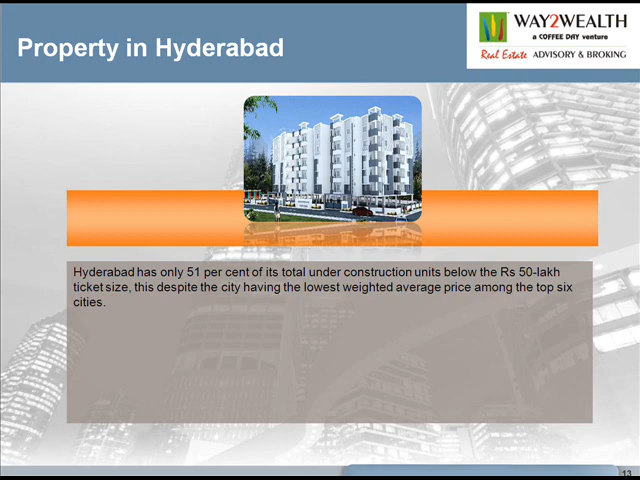 Property in Hyderabad
WAY2WEALTH
a COFFEE DAY venture
Real Estate ADVISORY & BROKING
Hyderabad has only 51 per cent of its total under construction units below the Rs 50-lakh
ticket size, this despite the city having the lowest weighted average price among the top six
cities.
13